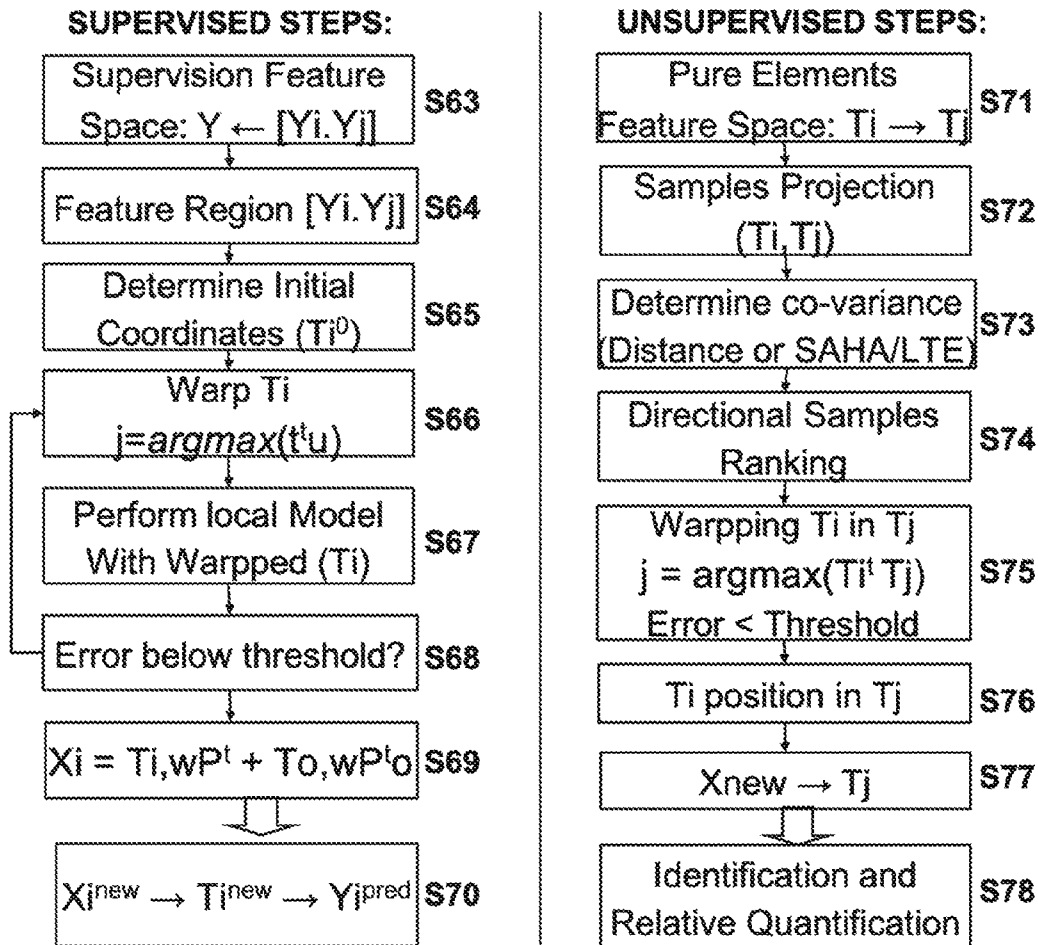 SUPERVISED STEPS:
Supervision Feature
Space: Y ← [Yi.Yj]
S63
Feature Region [Yi.Yj]
S64
Determine Initial
Coordinates (Ti⁰)
S65
Warp Ti
j=argmax(tᵗu)
S66
Perform local Model
With Warpped (Ti)
S67
Error below threshold?
S68
Xi = Ti,wPᵗ + To,wPᵗo
S69
Xiⁿᵉʷ → Tiⁿᵉʷ → Yiᵖʳᵉᵈ
S70
UNSUPERVISED STEPS:
Pure Elements
Feature Space: Ti → Tj
S71
Samples Projection
(Ti,Tj)
S72
Determine co-variance
(Distance or SAHA/LTE)
S73
Directional Samples
Ranking
S74
Warpping Ti in Tj
j = argmax(Tiᵗ Tj)
Error < Threshold
S75
Ti position in Tj
S76
Xnew → Tj
S77
Identification and
Relative Quantification
S78